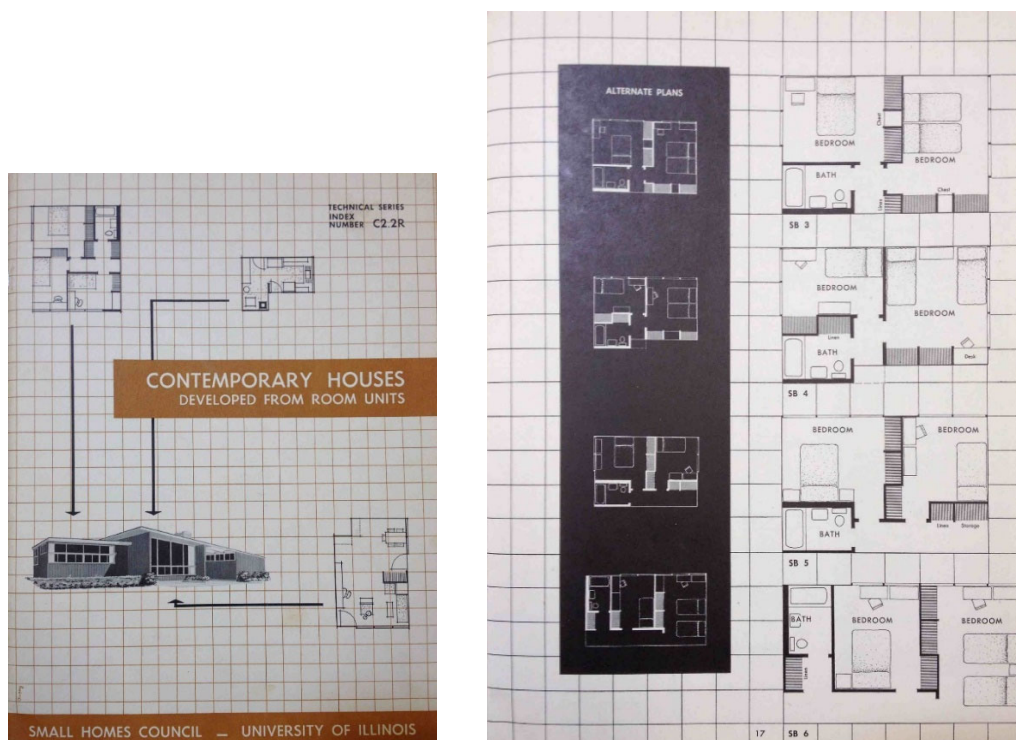 TECHNICAL SERIES
INDEX
NUMBER C2.2R
CONTEMPORARY HOUSES
DEVELOPED FROM ROOM UNITS
SMALL HOMES COUNCIL — UNIVERSITY OF ILLINOIS
ALTERNATE PLANS
BEDROOM
Chest
BEDROOM
BATH
Chest
Linen
SB 3
BEDROOM
BEDROOM
Linen
BATH
Desk
SB 4
BEDROOM
BEDROOM
BATH
Linen
Storage
SB 5
BATH
BEDROOM
BEDROOM
Linen
17
SB 6